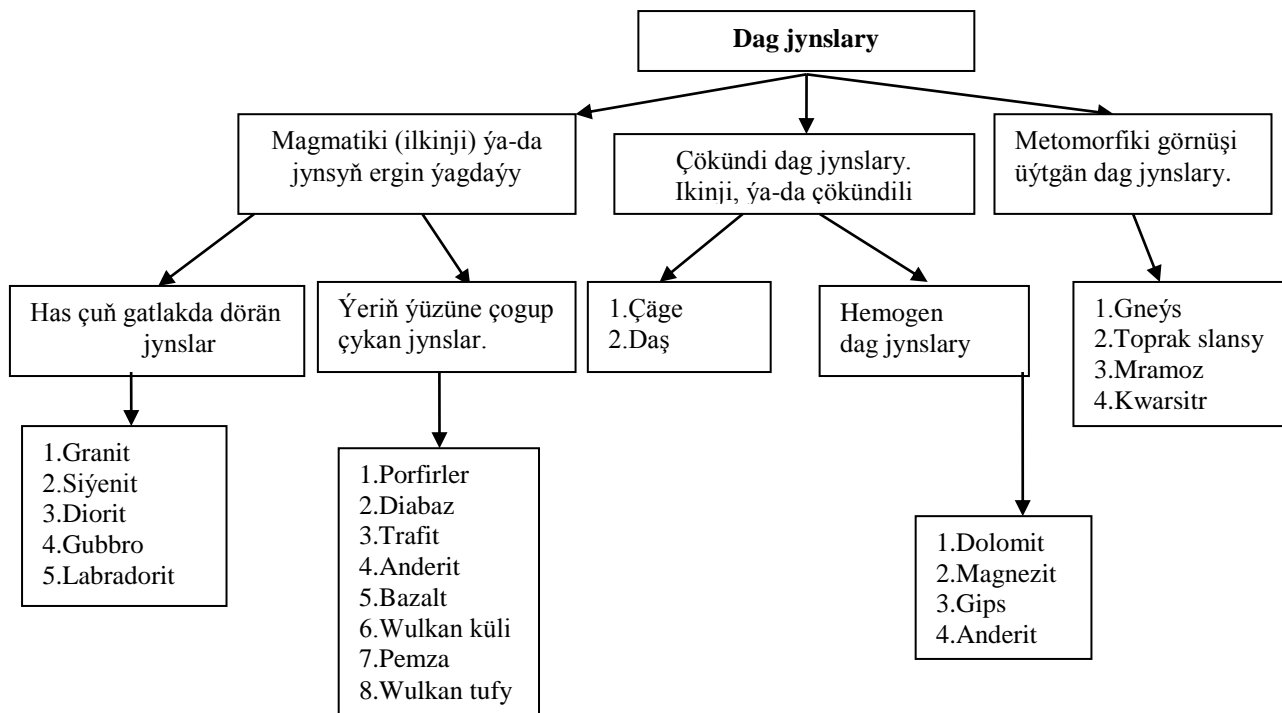 Dag jynslary
Magmatiki (ilkinji) ýa-da
jynsyň ergin ýagdaýy
Çökündi dag jynslary.
Ikinji, ýa-da çökündili
Metomorfiki görnüşi
üýtgän dag jynslary.
Has çuň gatlakda dörän
jynslar
Ýeriň ýüzüne çogup
çykan jynslar.
1.Çäge
2.Daş
Hemogen
dag jynslary
1.Gneýs
2.Toprak slansy
3.Mramoz
4.Kwarsitr
1.Granit
2.Siýenit
3.Diorit
4.Gubbro
5.Labradorit
1.Porfirler
2.Diabaz
3.Trafit
4.Anderit
5.Bazalt
6.Wulkan küli
7.Pemza
8.Wulkan tufy
1.Dolomit
2.Magnezit
3.Gips
4.Anderit